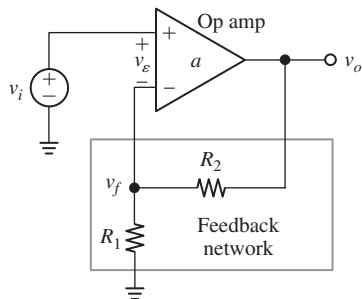 Op amp
+
+
v_ε
a
v_o
−
−
v_i
+
−
R_2
v_f
R_1
Feedback
network